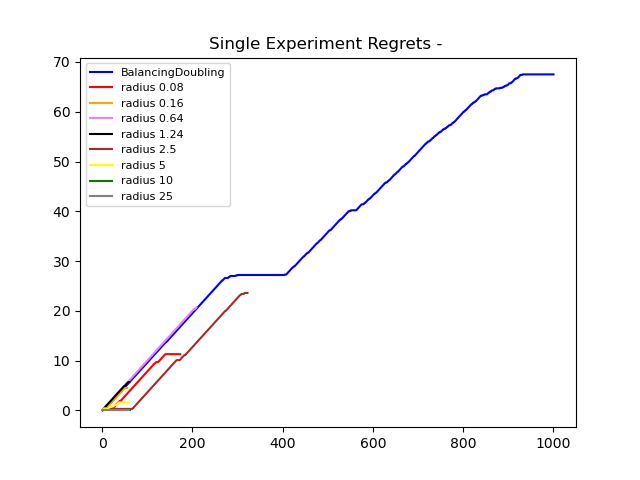 Single Experiment Regrets -
70
60
50
40
30
20
10
0
BalancingDoubling
radius 0.08
radius 0.16
radius 0.64
radius 1.24
radius 2.5
radius 5
radius 10
radius 25
0 200 400 600 800 1000